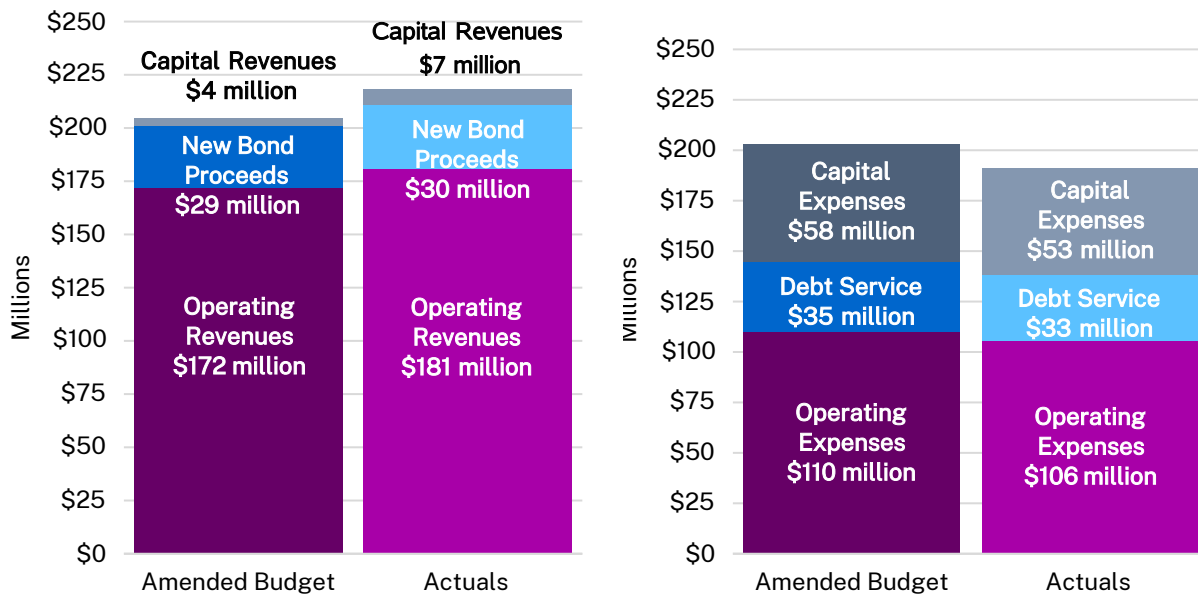 $250
$225
$200
$175
$150
$125
$100
$75
$50
$25
$0
Millions
Capital Revenues
$4 million
New Bond
Proceeds
$29 million
Operating
Revenues
$172 million
Amended Budget
Capital Revenues
$7 million
New Bond
Proceeds
$30 million
Operating
Revenues
$181 million
Actuals
$250
$225
$200
$175
$150
$125
$100
$75
$50
$25
$0
Millions
Capital
Expenses
$58 million
Debt Service
$35 million
Operating
Expenses
$110 million
Amended Budget
Capital
Expenses
$53 million
Debt Service
$33 million
Operating
Expenses
$106 million
Actuals